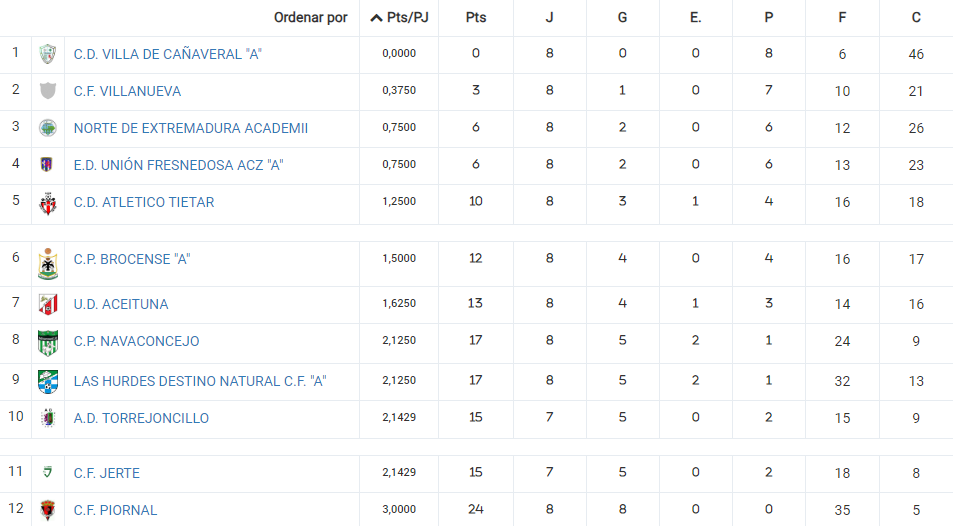 Ordenar por Pts/PJ Pts J G E. P F C
1 C.D. VILLA DE CAÑAVERAL "A" 0,0000 0 8 0 0 8 6 46
2 C.F. VILLANUEVA 0,3750 3 8 1 0 7 10 21
3 NORTE DE EXTREMADURA ACADEMII 0,7500 6 8 2 0 6 12 26
4 E.D. UNIÓN FRESNEDOSA ACZ "A" 0,7500 6 8 2 0 6 13 23
5 C.D. ATLETICO TIETAR 1,2500 10 8 3 1 4 16 18
6 C.P. BROCENSE "A" 1,5000 12 8 4 0 4 16 17
7 U.D. ACEITUNA 1,6250 13 8 4 1 3 14 16
8 C.P. NAVACONCEJO 2,1250 17 8 5 2 1 24 9
9 LAS HURDES DESTINO NATURAL C.F. "A" 2,1250 17 8 5 2 1 32 13
10 A.D. TORREJONCILLO 2,1429 15 7 5 0 2 15 9
11 C.F. JERTE 2,1429 15 7 5 0 2 18 8
12 C.F. PIORNAL 3,0000 24 8 8 0 0 35 5